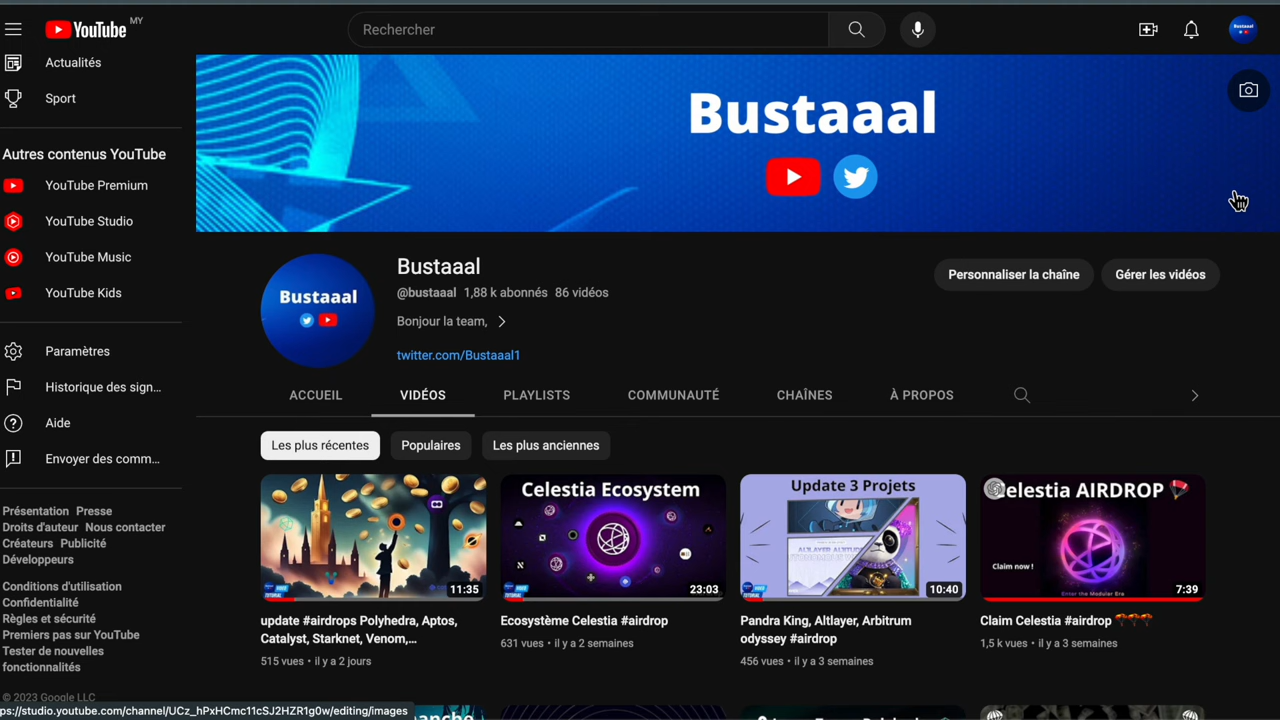 YouTube MY
Rechercher
Bustaaal
Actualités
Sport
Autres contenus YouTube
YouTube Premium
YouTube Studio
YouTube Music
YouTube Kids
Paramètres
Historique des sign...
Aide
Envoyer des comm...
Présentation Presse
Droits d'auteur Nous contacter
Créateurs Publicité
Développeurs
Conditions d'utilisation
Confidentialité
Règles et sécurité
Premiers pas sur YouTube
Tester de nouvelles
fonctionnalités
© 2023 Google LLC
ps://studio.youtube.com/channel/UCz_hPxHCmc11cSJ2HZR1g0w/editing/images
Bustaaal
Bustaaal
Bustaaal
@bustaaal 1,88 k abonnés 86 vidéos
Bonjour la team,
twitter.com/Bustaaal1
Personnaliser la chaîne
Gérer les vidéos
ACCUEIL VIDÉOS PLAYLISTS COMMUNAUTÉ CHAÎNES À PROPOS
Les plus récentes Populaires Les plus anciennes
11:35
update #airdrops Polyhedra, Aptos,
Catalyst, Starknet, Venom,...
515 vues • il y a 2 jours
Celestia Ecosystem
23:03
Ecosystème Celestia #airdrop
631 vues • il y a 2 semaines
Update 3 Projets
10:40
Pandra King, Altlayer, Arbitrum
odyssey #airdrop
456 vues • il y a 3 semaines
elestia AIRDROP
Claim now !
Enter the Modular Era
7:39
Claim Celestia #airdrop
1,5 k vues • il y a 3 semaines